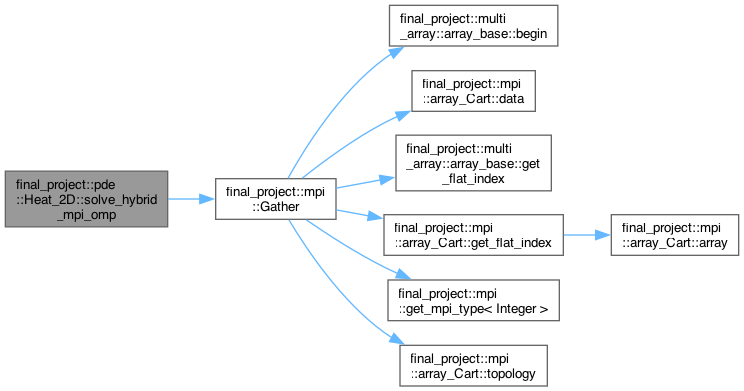 final_project::multi
_array::array_base::begin
final_project::mpi
::array_Cart::data
final_project::multi
_array::array_base::get
_flat_index
final_project::pde
::Heat_2D::solve_hybrid
_mpi_omp
final_project::mpi
::Gather
final_project::mpi
::array_Cart::get_flat_index
final_project::mpi
::array_Cart::array
final_project::mpi
::get_mpi_type< Integer >
final_project::mpi
::array_Cart::topology